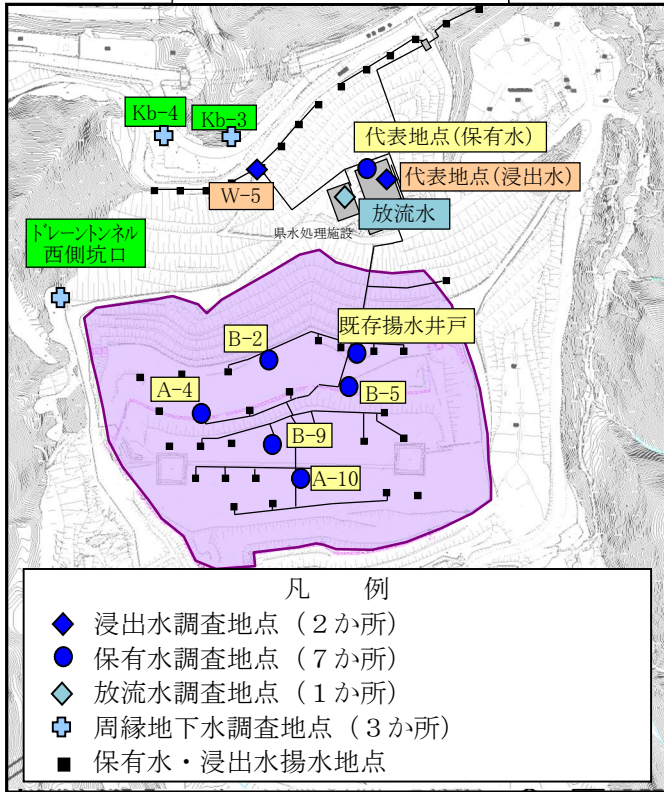 Kb-4
Kb-3
代表地点(保有水)
代表地点(浸出水)
W-5
放流水
県水処理施設
ドレーントンネル
西側坑口
既存揚水井戸
B-2
B-5
A-4
B-9
A-10
凡　例
浸出水調査地点（２か所）
保有水調査地点（７か所）
放流水調査地点（１か所）
周縁地下水調査地点（３か所）
保有水・浸出水揚水地点